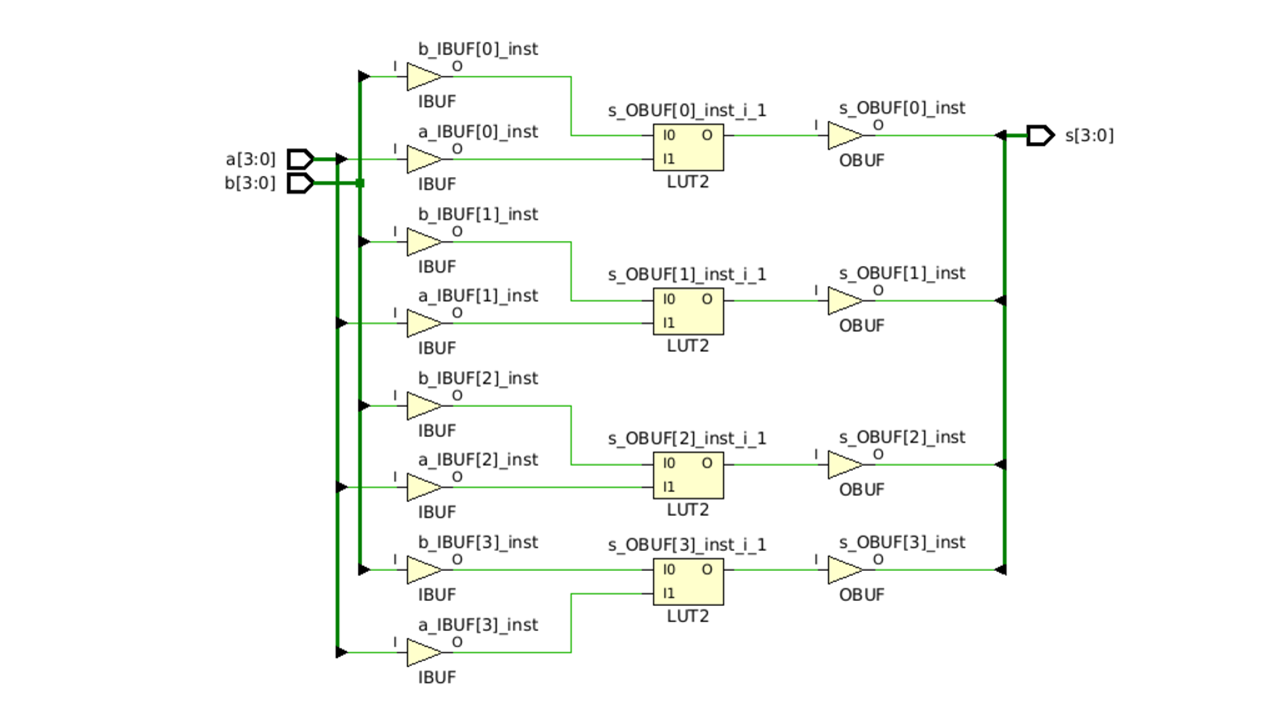 b_IBUF[0]_inst
I O
IBUF
a_IBUF[0]_inst
I O
IBUF
s_OBUF[0]_inst_i_1
I0 O
I1
LUT2
s_OBUF[0]_inst
I O
OBUF
s[3:0]
a[3:0]
b[3:0]
b_IBUF[1]_inst
I O
IBUF
a_IBUF[1]_inst
I O
IBUF
s_OBUF[1]_inst_i_1
I0 O
I1
LUT2
s_OBUF[1]_inst
I O
OBUF
b_IBUF[2]_inst
I O
IBUF
a_IBUF[2]_inst
I O
IBUF
s_OBUF[2]_inst_i_1
I0 O
I1
LUT2
s_OBUF[2]_inst
I O
OBUF
b_IBUF[3]_inst
I O
IBUF
a_IBUF[3]_inst
I O
IBUF
s_OBUF[3]_inst_i_1
I0 O
I1
LUT2
s_OBUF[3]_inst
I O
OBUF